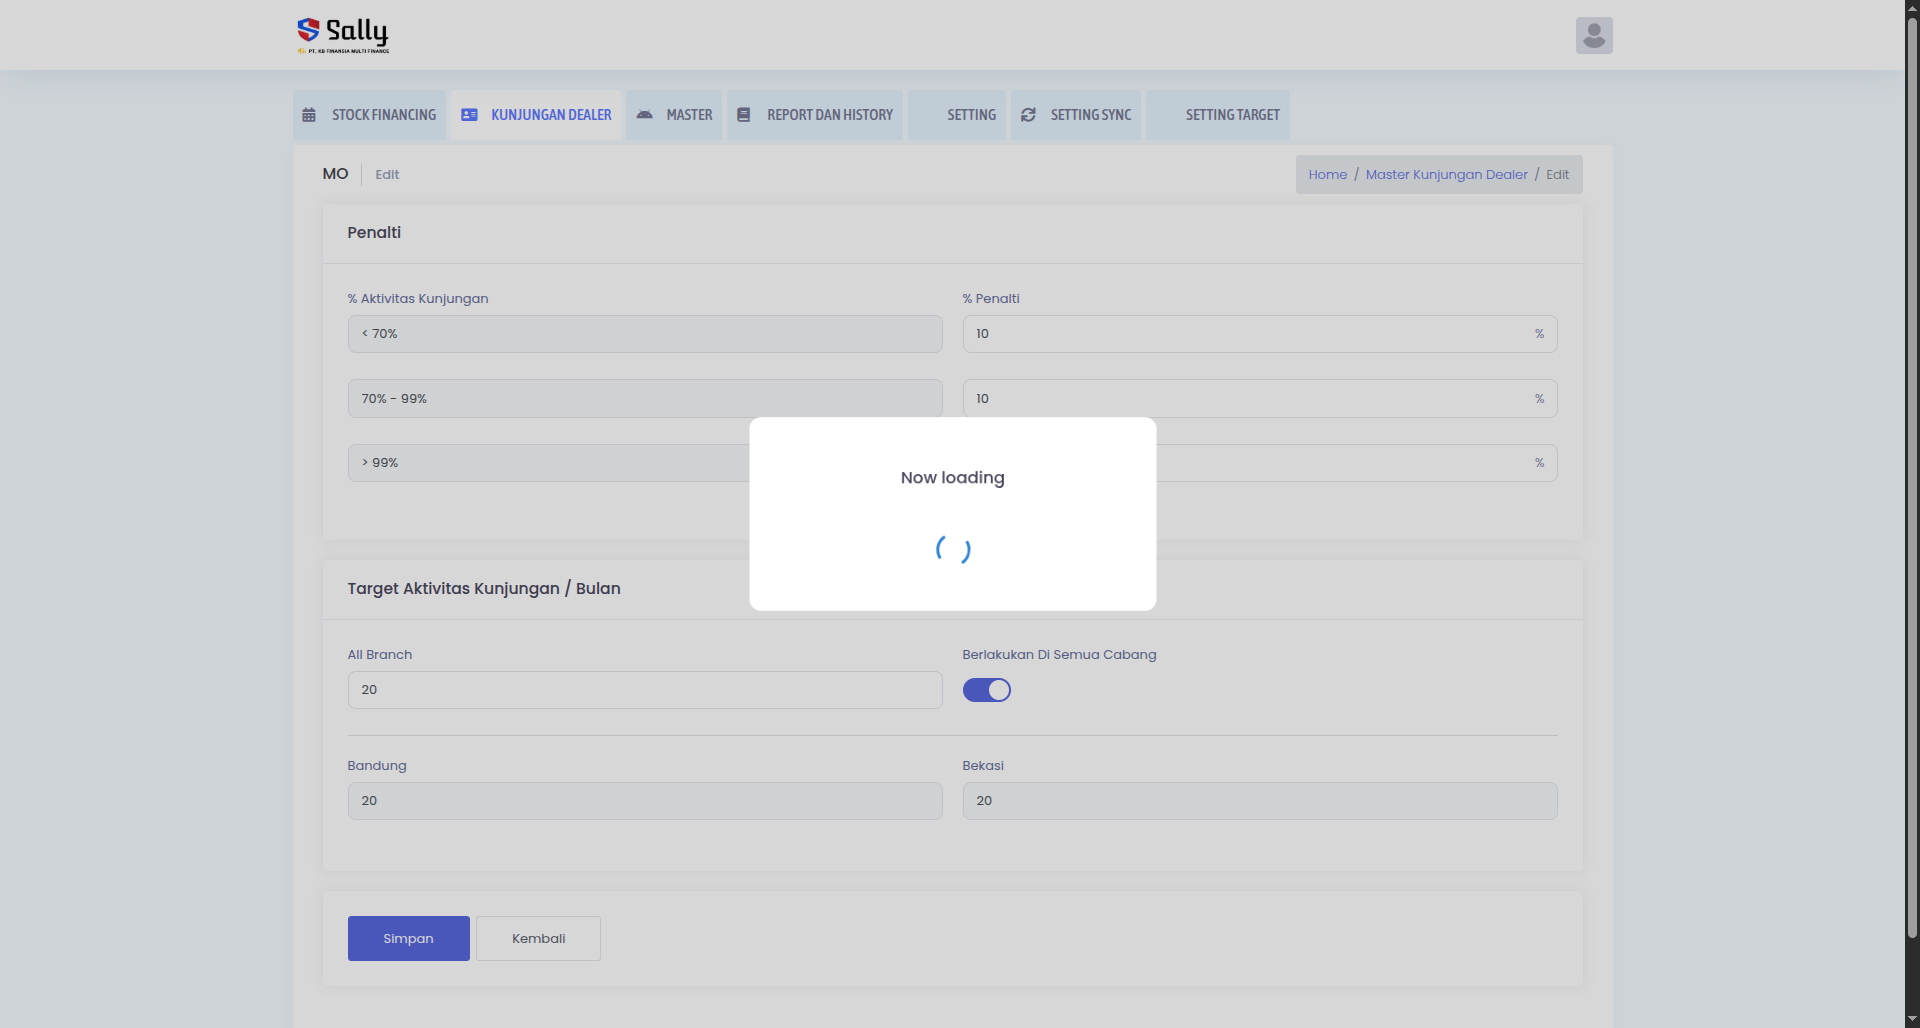 Sally
PT. KB FINANSIA MULTI FINANCE
STOCK FINANCING
KUNJUNGAN DEALER
MASTER
REPORT DAN HISTORY
SETTING
SETTING SYNC
SETTING TARGET
MO
Edit
Home / Master Kunjungan Dealer / Edit
Penalti
% Aktivitas Kunjungan
% Penalti
< 70%
10 %
70% - 99%
10 %
> 99%
%
Now loading
Target Aktivitas Kunjungan / Bulan
All Branch
Berlakukan Di Semua Cabang
20
Bandung
Bekasi
20
20
Simpan
Kembali